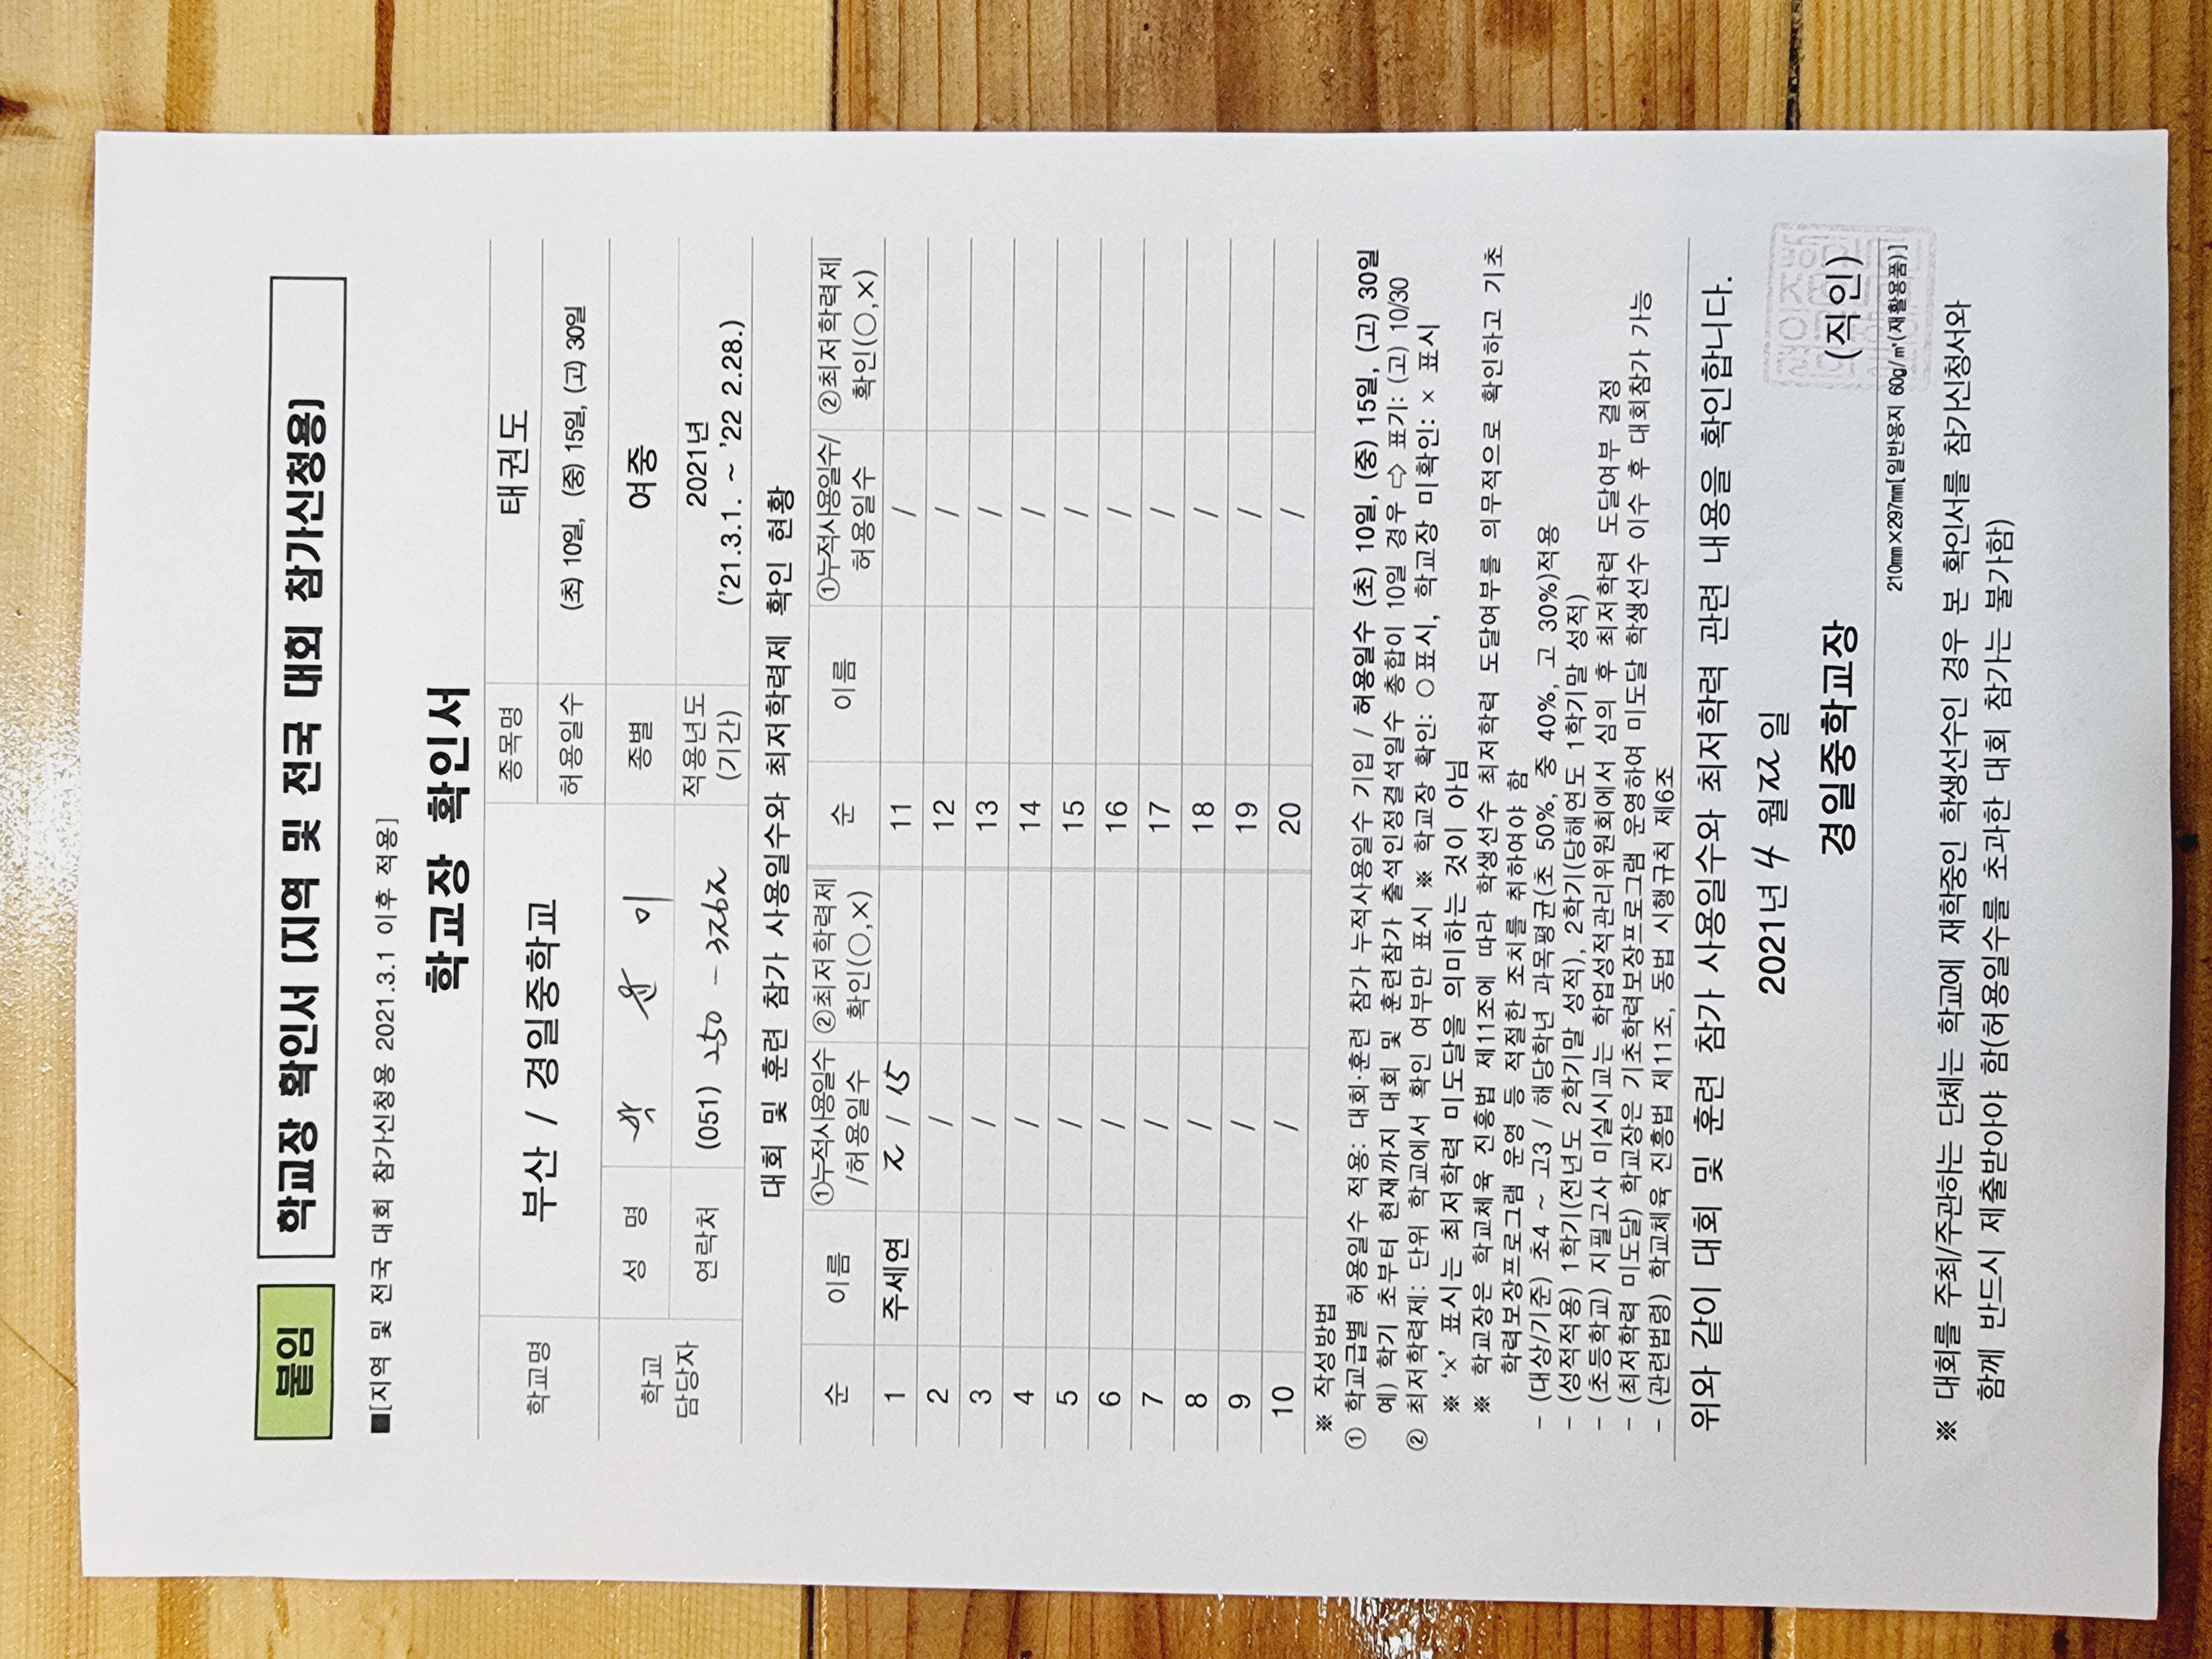 붙임
학교장 확인서 (지역 및 전국 대회 참가신청용)
■[지역 및 전국 대회 참가신청용 2021.3.1 이후 적용]
학교장 확인서
학교명 부산 / 경일중학교 종목명 태권도
허용일수 (초) 10일, (중) 15일, (고) 30일
학교 담당자 성 명 박 윤 미 종별 여중
연락처 (051) 250 - 3262 적용년도 (기간) 2021년 ('21.3.1. ~ '22 2.28.)
대회 및 훈련 참가 사용일수와 최저학력제 확인 현황
순 이름 ①누적사용일수/허용일수 ②최저학력제 확인(○,×) 순 이름 ①누적사용일수/허용일수 ②최저학력제 확인(○,×)
1 주세연 2 / 15 11 /
2 / 12 /
3 / 13 /
4 / 14 /
5 / 15 /
6 / 16 /
7 / 17 /
8 / 18 /
9 / 19 /
10 / 20 /
※ 작성방법
① 학교급별 허용일수 적용: 대회·훈련 참가 누적사용일수 기입 / 허용일수 (초) 10일, (중) 15일, (고) 30일
예) 학기 초부터 현재까지 대회 및 훈련참가 출석인정결석일수 총합이 10일 경우 ⇨ 표기: (고) 10/30
② 최저학력제: 단위 학교에서 확인 여부만 표시 ※ 학교장 확인: ○표시, 학교장 미확인: × 표시
※ '×' 표시는 최저학력 미도달을 의미하는 것이 아님
※ 학교장은 학교체육 진흥법 제11조에 따라 학생선수 최저학력 도달여부를 의무적으로 확인하고 기초
학력보장프로그램 운영 등 적절한 조치를 취하여야 함
- (대상/기준) 초4 ~ 고3 / 해당학년 과목평균(초 50%, 중 40%, 고 30%)적용
- (성적적용) 1학기(전년도 2학기말 성적), 2학기(당해연도 1학기말 성적)
- (초등학교) 지필고사 미실시교는 학업성적관리위원회에서 심의 후 최저학력 도달여부 결정
- (최저학력 미도달) 학교장은 기초학력보장프로그램 운영하여 미도달 학생선수 이수 후 대회참가 가능
- (관련법령) 학교체육 진흥법 제11조, 동법 시행규칙 제6조
위와 같이 대회 및 훈련 참가 사용일수와 최저학력 관련 내용을 확인합니다.
2021년 4 월 22 일
경일중학교장 (직인)
210㎜×297㎜[일반용지 60g/㎡(재활용품)]
※ 대회를 주최/주관하는 단체는 학교에 재학중인 학생선수인 경우 본 확인서를 참가신청서와
함께 반드시 제출받아야 함(허용일수를 초과한 대회 참가는 불가함)